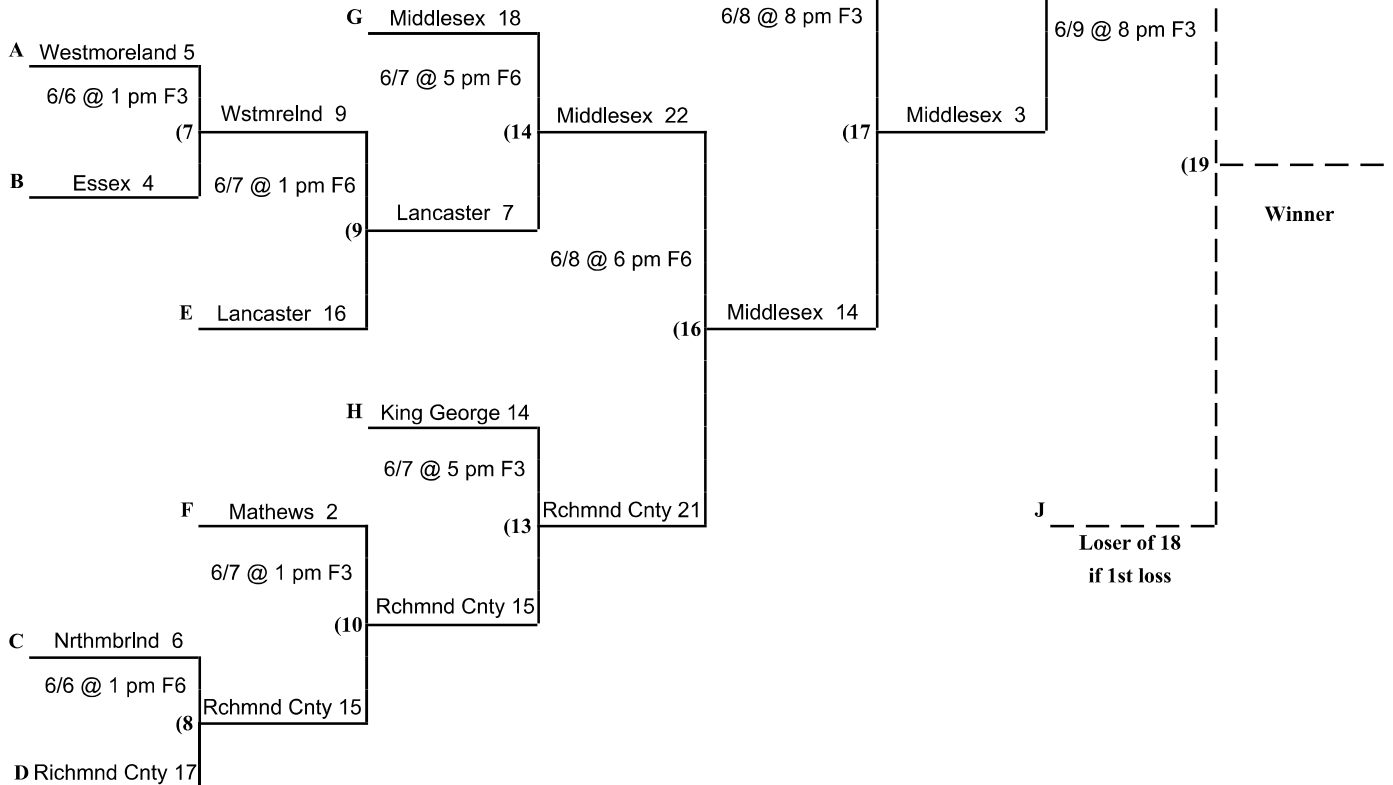 G Middlesex 18
6/8 @ 8 pm F3
6/9 @ 8 pm F3
A Westmoreland 5
6/7 @ 5 pm F6
6/6 @ 1 pm F3
Wstmrelnd 9
Middlesex 22
Middlesex 3
(7
(14
(17
(19
B Essex 4
6/7 @ 1 pm F6
Winner
Lancaster 7
(9
6/8 @ 6 pm F6
E Lancaster 16
Middlesex 14
(16
H King George 14
6/7 @ 5 pm F3
F Mathews 2
Rchmnd Cnty 21
J
(13
Loser of 18
if 1st loss
6/7 @ 1 pm F3
Rchmnd Cnty 15
(10
C Nrthmbrlnd 6
6/6 @ 1 pm F6
Rchmnd Cnty 15
(8
D Richmnd Cnty 17